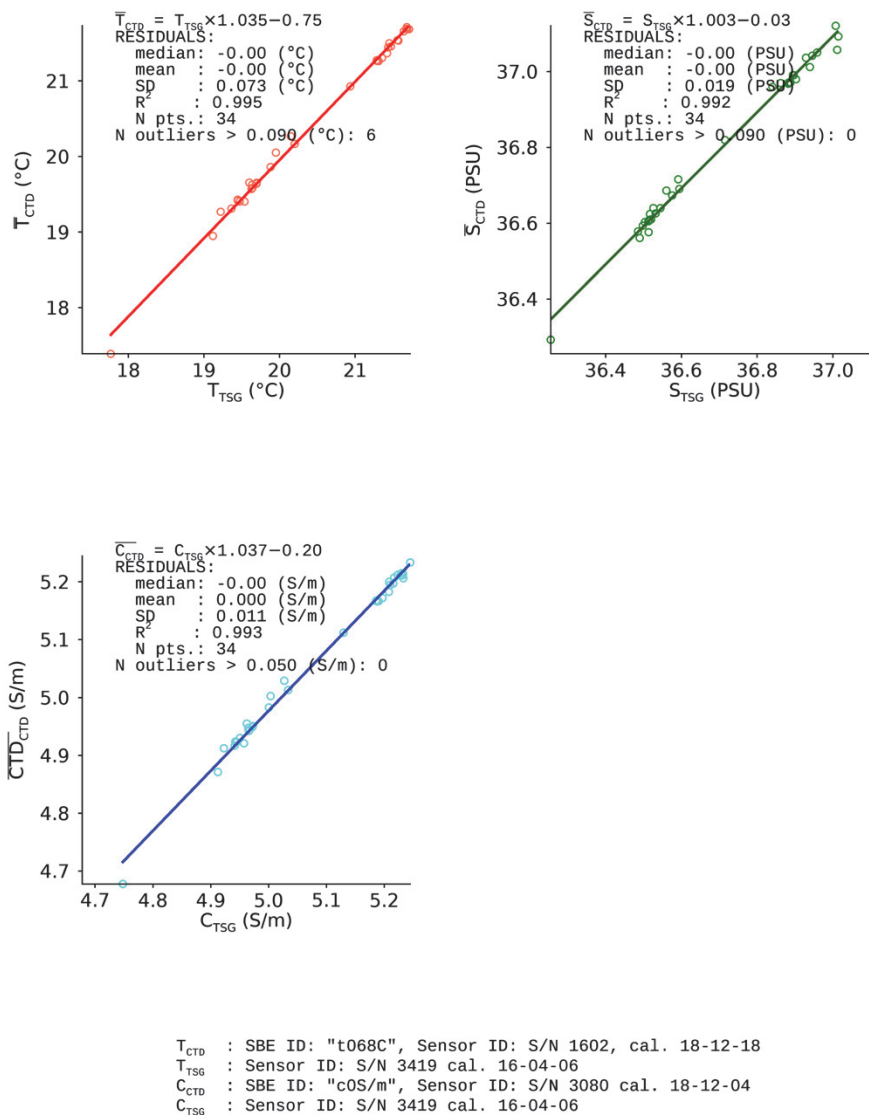 T̅CTD = TTSG×1.035−0.75
RESIDUALS:
median: -0.00 (°C)
mean : -0.00 (°C)
SD : 0.073 (°C)
R² : 0.995
N pts.: 34
N outliers > 0.090 (°C): 6
21
20
19
18
T̅CTD (°C)
18 19 20 21
TTSG (°C)
S̅CTD = STSG×1.003−0.03
RESIDUALS:
median: -0.00 (PSU)
mean : -0.00 (PSU)
SD : 0.019 (PSU)
R² : 0.992
N pts.: 34
N outliers > 0.090 (PSU): 0
37.0
36.8
36.6
36.4
S̅CTD (PSU)
36.4 36.6 36.8 37.0
STSG (PSU)
C̅CTD = CTSG×1.037−0.20
RESIDUALS:
median: -0.00 (S/m)
mean : 0.000 (S/m)
SD : 0.011 (S/m)
R² : 0.993
N pts.: 34
N outliers > 0.050 (S/m): 0
5.2
5.1
5.0
4.9
4.8
4.7
C̅T̅D̅CTD (S/m)
4.7 4.8 4.9 5.0 5.1 5.2
CTSG (S/m)
TCTD : SBE ID: "t068C", Sensor ID: S/N 1602, cal. 18-12-18
TTSG : Sensor ID: S/N 3419 cal. 16-04-06
CCTD : SBE ID: "c0S/m", Sensor ID: S/N 3080 cal. 18-12-04
CTSG : Sensor ID: S/N 3419 cal. 16-04-06